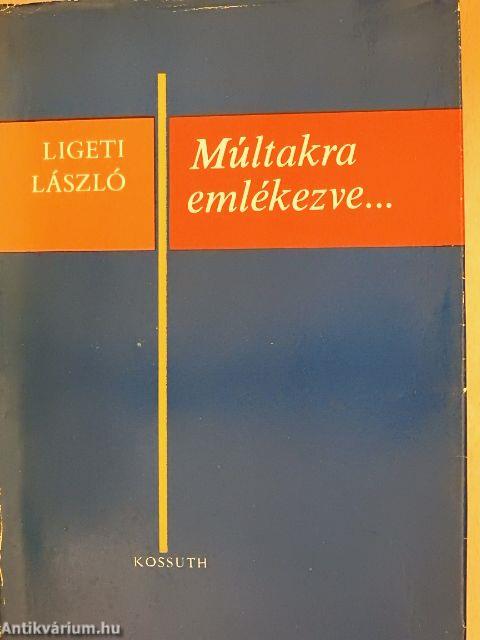 LIGETI
LÁSZLÓ
Múltakra
emlékezve...
KOSSUTH
Antikvárium.hu